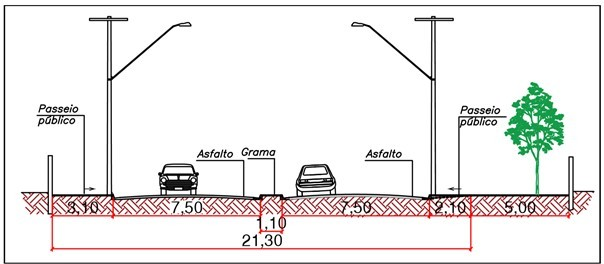 Passeio
público
Asfalto
Grama
Asfalto
Passeio
público
3,10
7,50
1,10
7,50
2,10
5,00
21,30